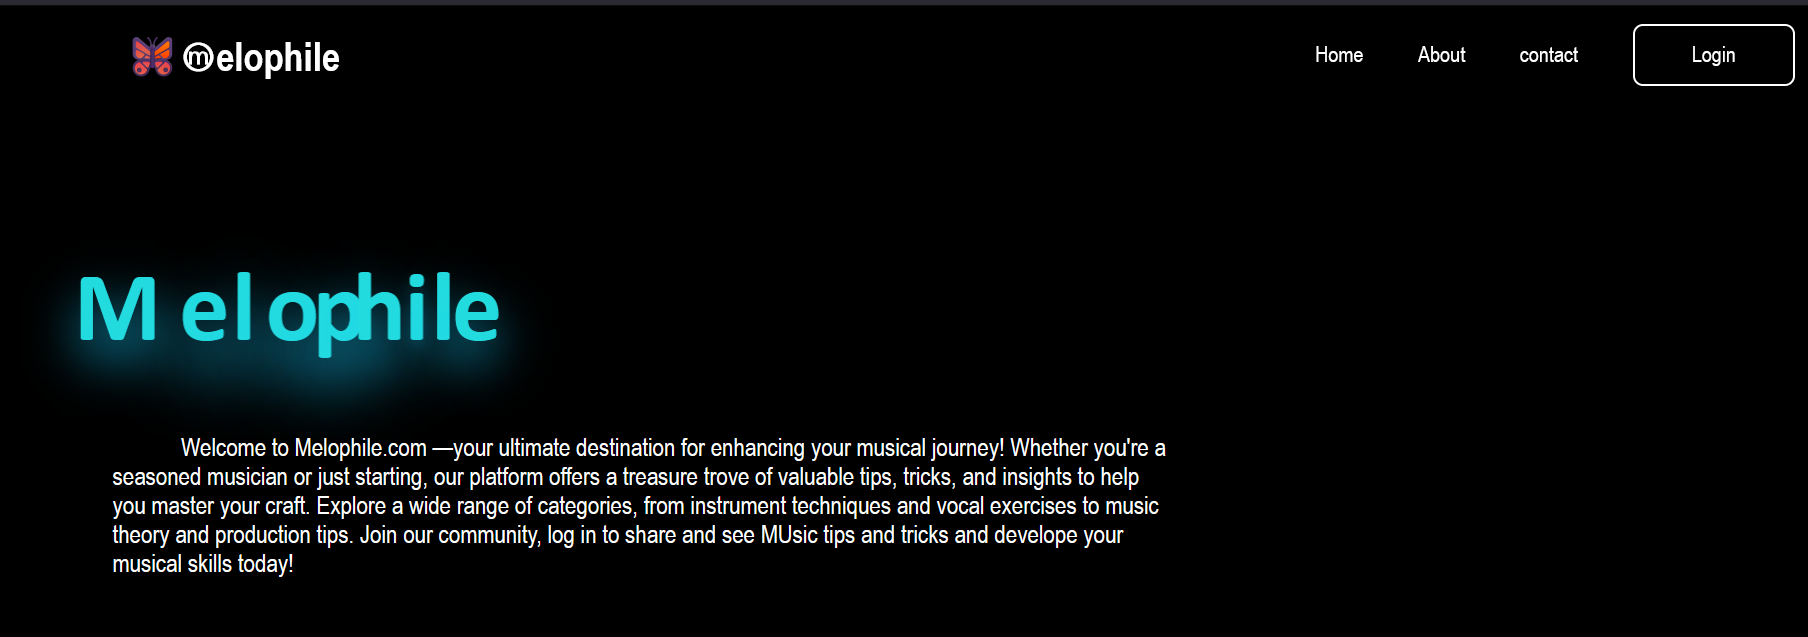 ⓜelophile
Home About contact Login
Melophile
Welcome to Melophile.com —your ultimate destination for enhancing your musical journey! Whether you're a
seasoned musician or just starting, our platform offers a treasure trove of valuable tips, tricks, and insights to help
you master your craft. Explore a wide range of categories, from instrument techniques and vocal exercises to music
theory and production tips. Join our community, log in to share and see MUsic tips and tricks and develope your
musical skills today!